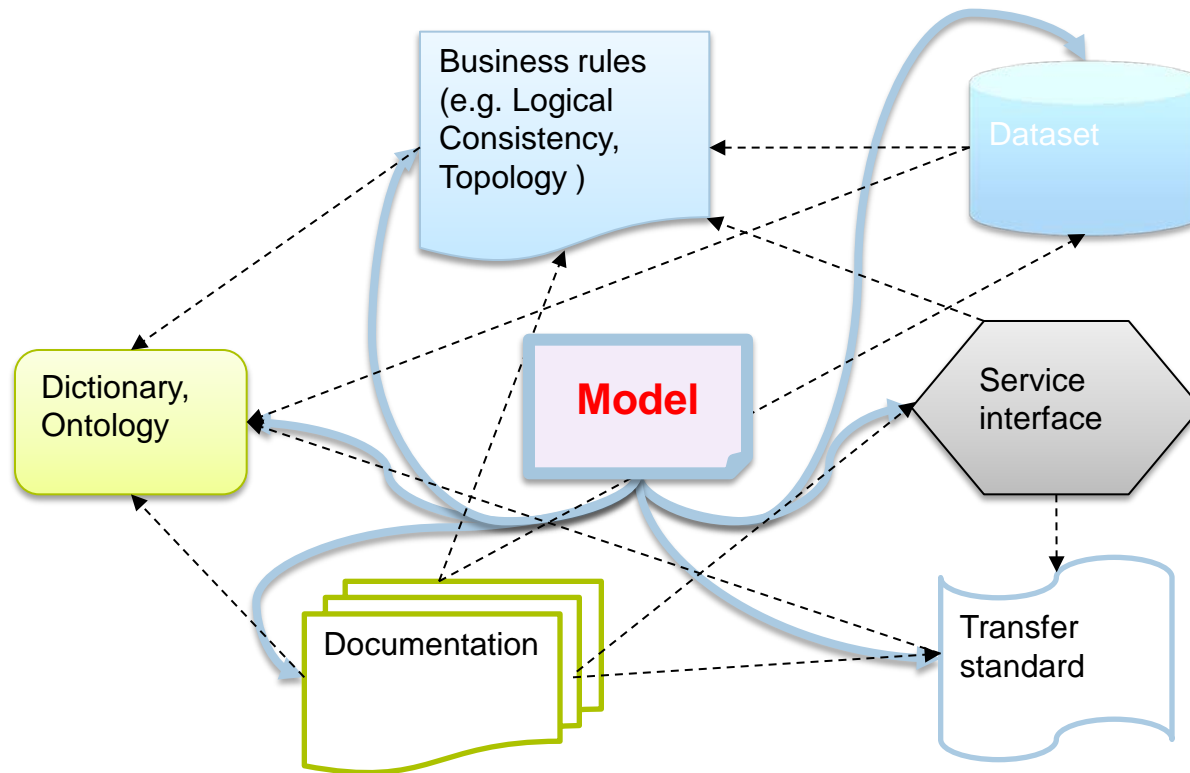 Business rules
(e.g. Logical
Consistency,
Topology )
Dataset
Dictionary,
Ontology
Model
Service
interface
Documentation
Transfer
standard